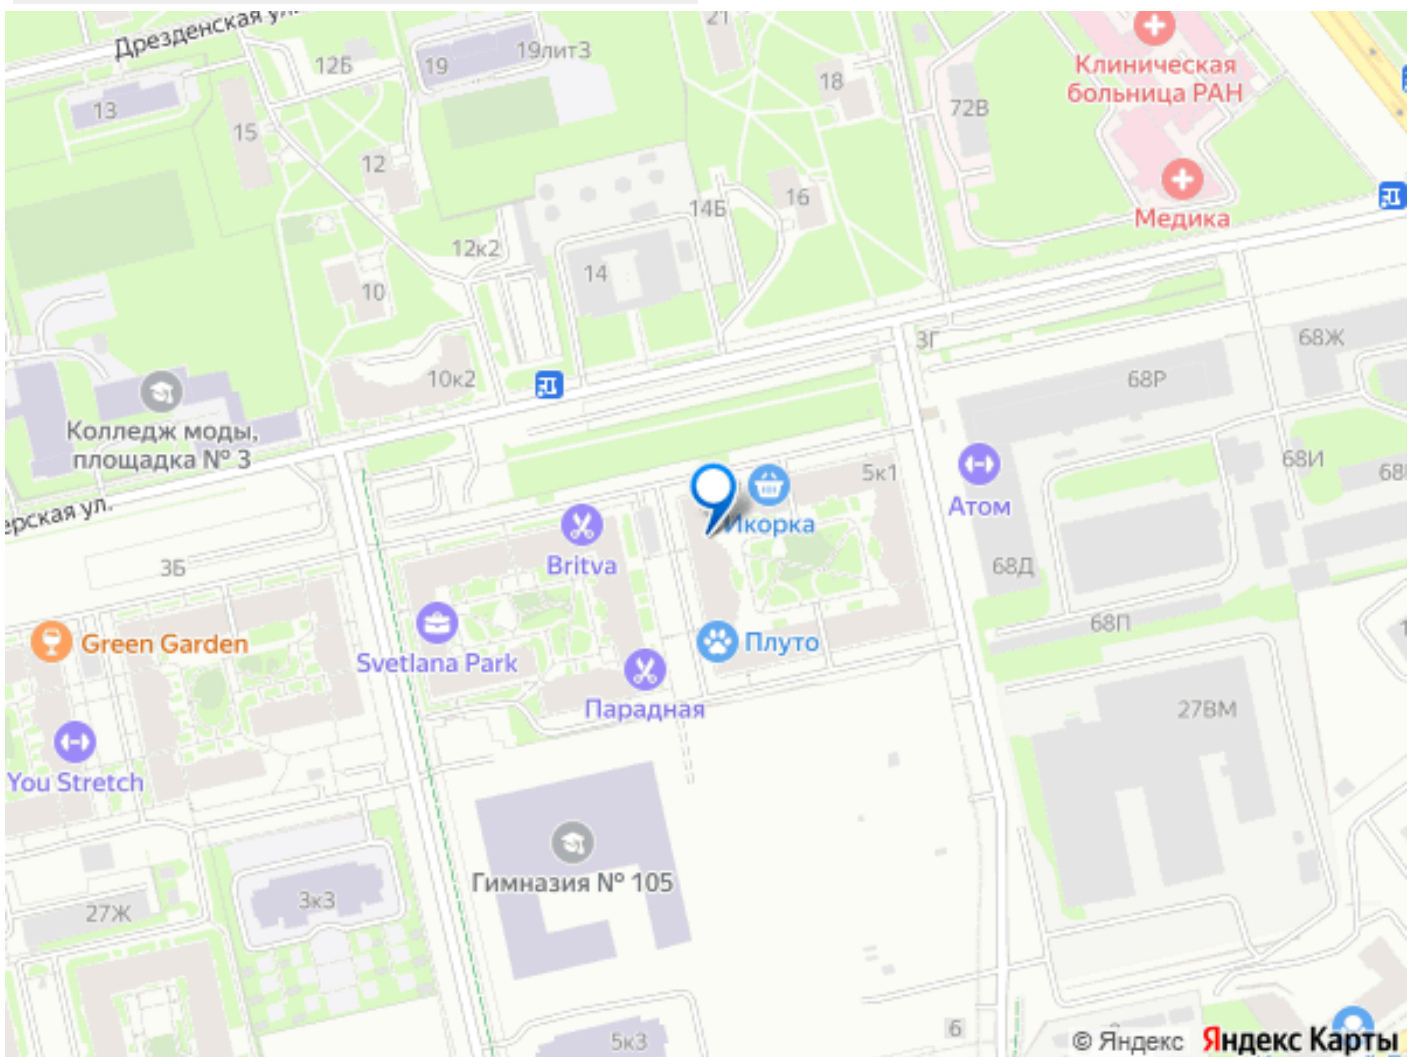 Дрезденская ул.
21
12Б
19
19литЗ
18
Клиническая
больница РАН
13
15
72В
12
16
14Б
Медика
12к2
14
10
3Г
68Ж
10к2
68Р
Колледж моды,
площадка № 3
5к1
68И
Атом
Икорка
ерская ул.
Britva
3Б
68Д
68П
Green Garden
Svetlana Park
Плуто
Парадная
27ВМ
You Stretch
Гимназия № 105
3к3
27Ж
6
5к3
© Яндекс Яндекс Карты